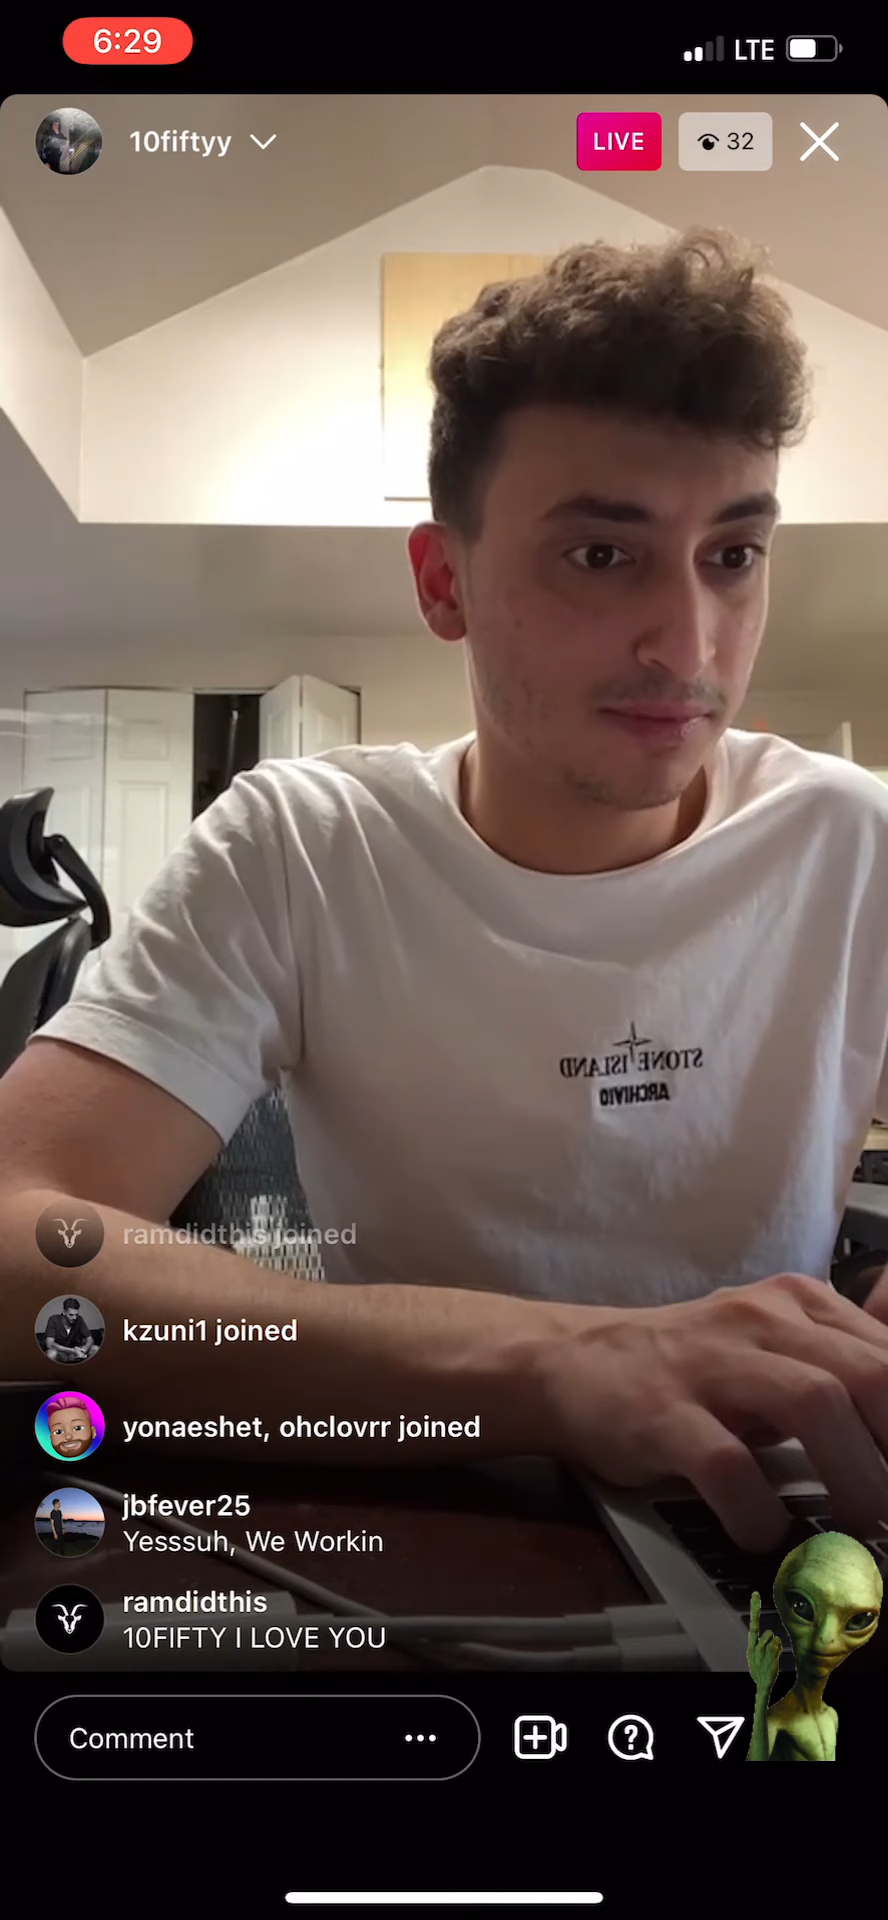 6:29
LTE
10fiftyy
LIVE
32
STONE ISLAND
ARCHIVIO
ramdidthis joined
kzuni1 joined
yonaeshet, ohclovrr joined
jbfever25
Yesssuh, We Workin
ramdidthis
10FIFTY I LOVE YOU
Comment